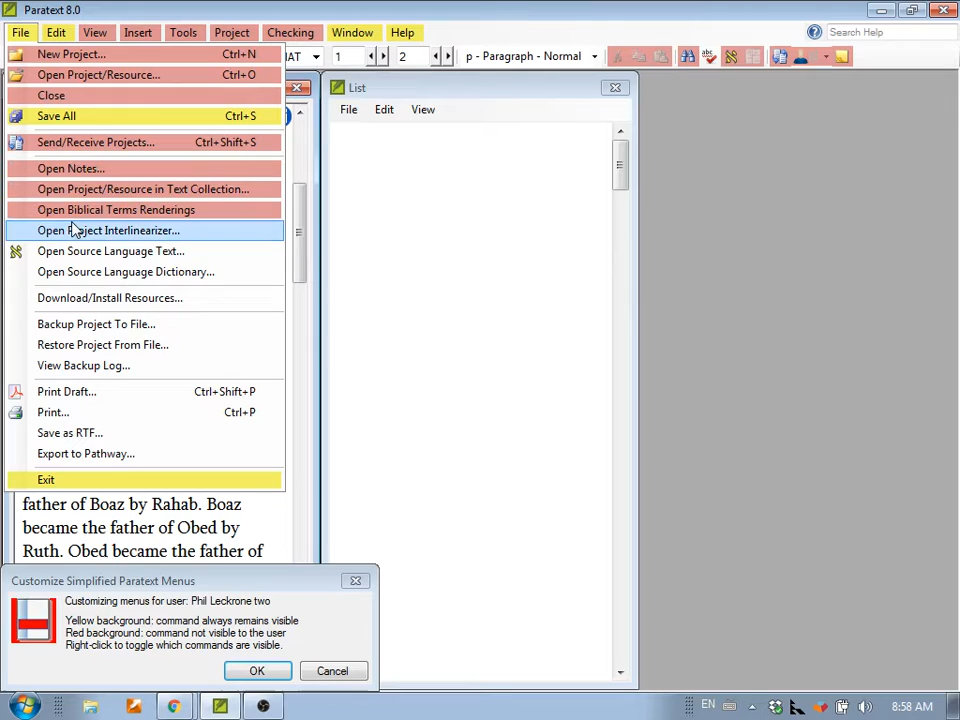 Paratext 8.0
File Edit View Insert Tools Project Checking Window Help Search Help
New Project... Ctrl+N
MAT 1 2 p - Paragraph - Normal
Open Project/Resource... Ctrl+O
Close
Save All Ctrl+S
Send/Receive Projects... Ctrl+Shift+S
Open Notes...
Open Project/Resource in Text Collection...
Open Biblical Terms Renderings
Open Project Interlinearizer...
Open Source Language Text...
Open Source Language Dictionary...
Download/Install Resources...
Backup Project To File...
Restore Project From File...
View Backup Log...
Print Draft... Ctrl+Shift+P
Print... Ctrl+P
Save as RTF...
Export to Pathway...
Exit
List
File Edit View
father of Boaz by Rahab. Boaz
became the father of Obed by
Ruth. Obed became the father of
Customize Simplified Paratext Menus
Customizing menus for user: Phil Leckrone two
Yellow background: command always remains visible
Red background: command not visible to the user
Right-click to toggle which commands are visible.
OK Cancel
EN 8:58 AM